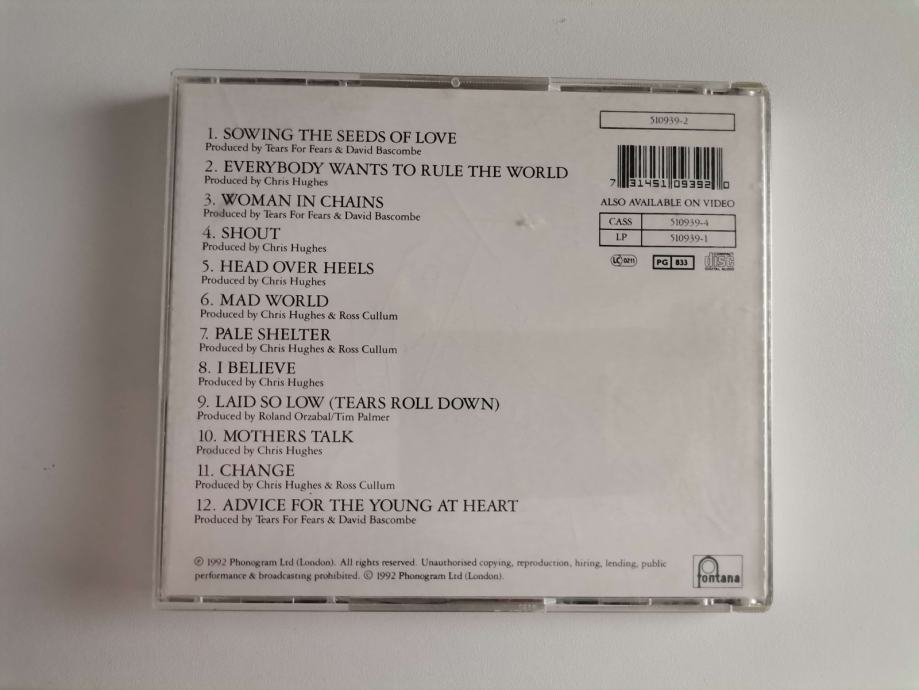 1. SOWING THE SEEDS OF LOVE
Produced by Tears For Fears & David Bascombe
2. EVERYBODY WANTS TO RULE THE WORLD
Produced by Chris Hughes
3. WOMAN IN CHAINS
Produced by Tears For Fears & David Bascombe
4. SHOUT
Produced by Chris Hughes
5. HEAD OVER HEELS
Produced by Chris Hughes
6. MAD WORLD
Produced by Chris Hughes & Ross Cullum
7. PALE SHELTER
Produced by Chris Hughes & Ross Cullum
8. I BELIEVE
Produced by Chris Hughes
9. LAID SO LOW (TEARS ROLL DOWN)
Produced by Roland Orzabal/Tim Palmer
10. MOTHERS TALK
Produced by Chris Hughes
11. CHANGE
Produced by Chris Hughes & Ross Cullum
12. ADVICE FOR THE YOUNG AT HEART
Produced by Tears For Fears & David Bascombe
510939-2
7 31451 09392 0
ALSO AVAILABLE ON VIDEO
CASS 510939-4
LP 510939-1
LC 0211 PG 833 COMPACT disc DIGITAL AUDIO
℗ 1992 Phonogram Ltd (London). All rights reserved. Unauthorised copying, reproduction, hiring, lending, public
performance & broadcasting prohibited. © 1992 Phonogram Ltd (London).
fontana